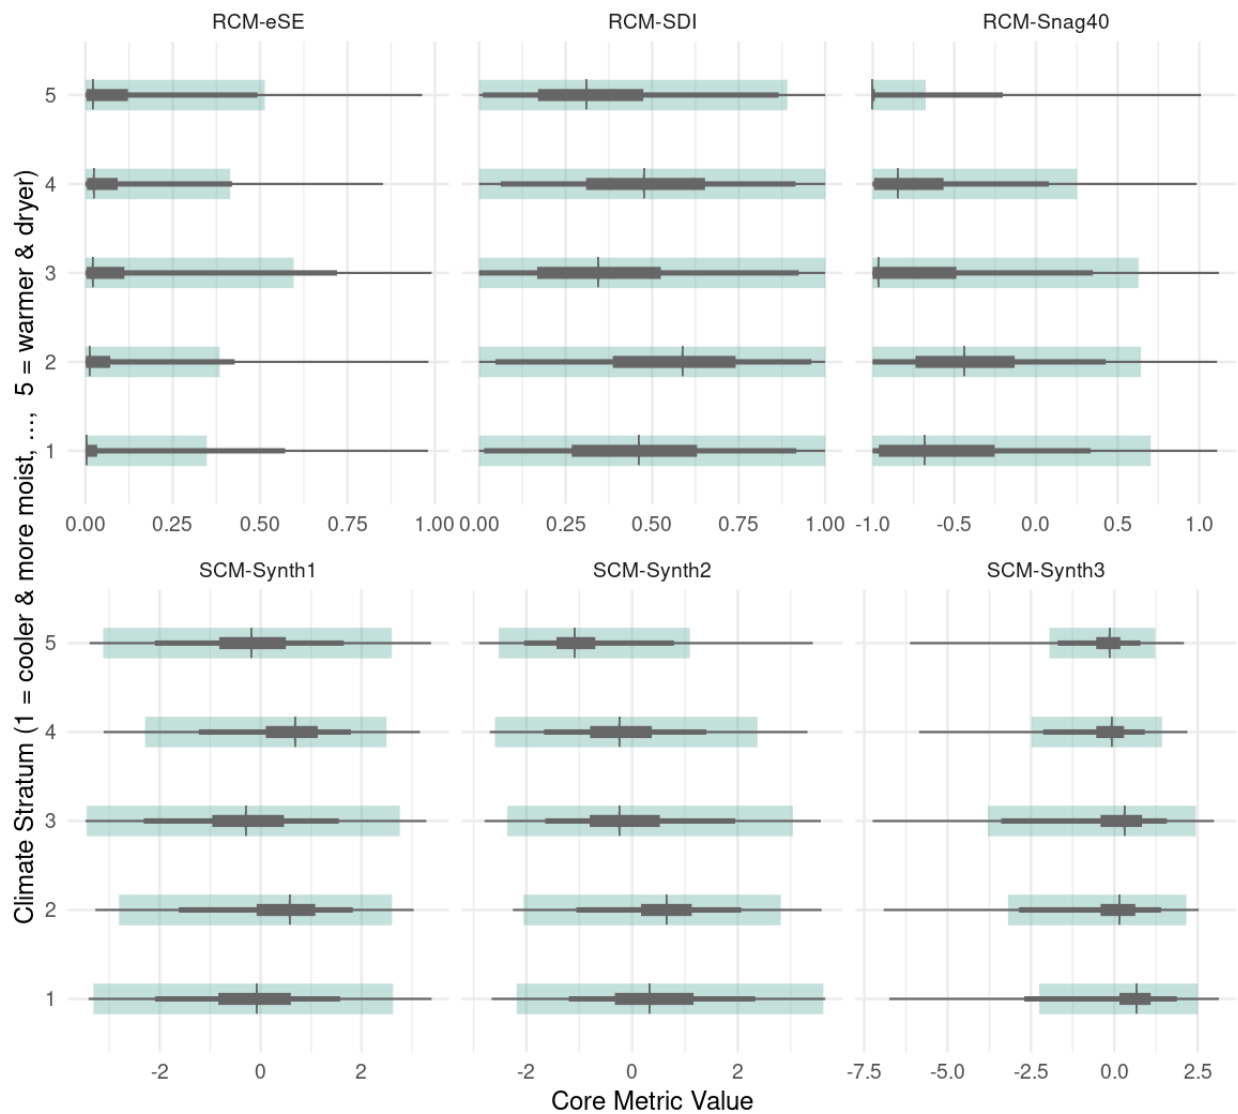 RCM-eSE RCM-SDI RCM-Snag40
5
4
3
2
1
0.00 0.25 0.50 0.75 1.00 0.00 0.25 0.50 0.75 1.00 -1.0 -0.5 0.0 0.5 1.0
Climate Stratum (1 = cooler & more moist, ..., 5 = warmer & dryer)
SCM-Synth1 SCM-Synth2 SCM-Synth3
5
4
3
2
1
-2 0 2 -2 0 2 -7.5 -5.0 -2.5 0.0 2.5
Core Metric Value